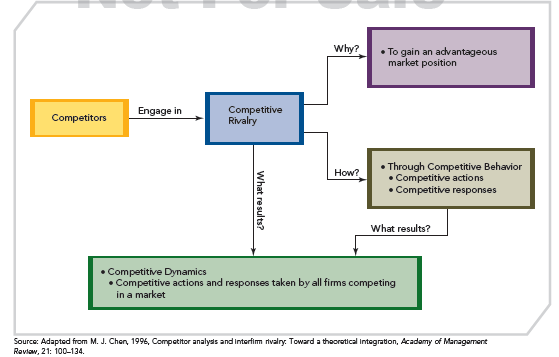 Not For Sale
Why?
• To gain an advantageous
market position
Competitors
Engage in
Competitive
Rivalry
How?
• Through Competitive Behavior
• Competitive actions
• Competitive responses
What results?
What results?
• Competitive Dynamics
• Competitive actions and responses taken by all firms competing
in a market
Source: Adapted from M. J. Chen, 1996, Competitor analysis and interfirm rivalry: Toward a theoretical integration, Academy of Management
Review, 21: 100–134.